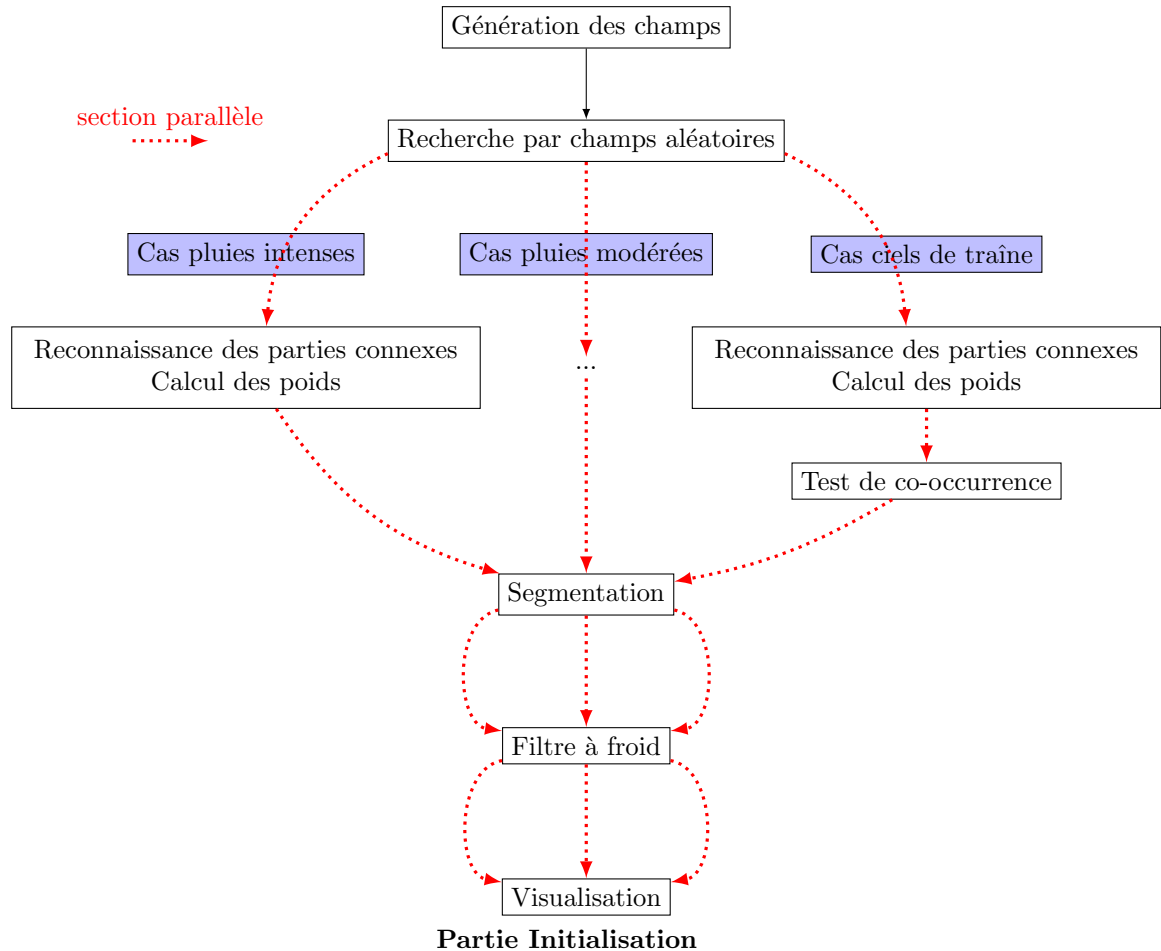 Génération des champs
section parallèle
Recherche par champs aléatoires
Cas pluies intenses
Cas pluies modérées
Cas ciels de traîne
Reconnaissance des parties connexes
Calcul des poids
...
Reconnaissance des parties connexes
Calcul des poids
Test de co-occurrence
Segmentation
Filtre à froid
Visualisation
Partie Initialisation